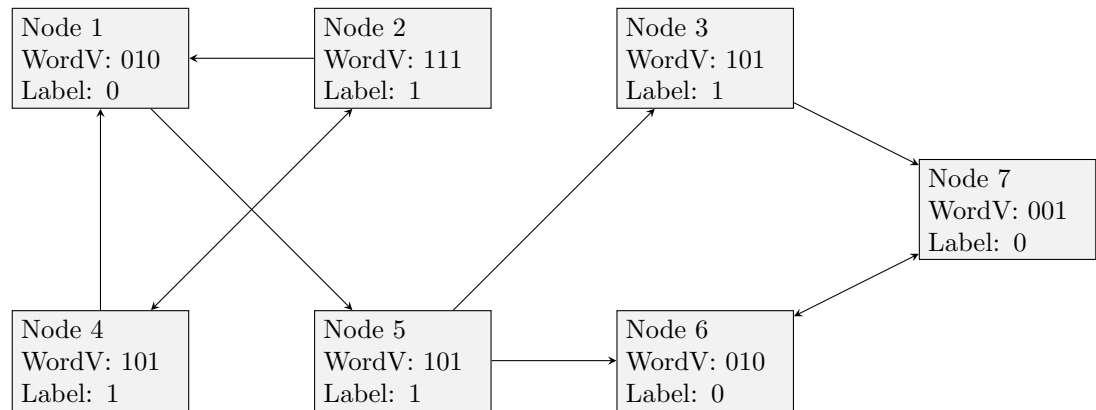 Node 1
WordV: 010
Label: 0
Node 2
WordV: 111
Label: 1
Node 3
WordV: 101
Label: 1
Node 7
WordV: 001
Label: 0
Node 4
WordV: 101
Label: 1
Node 5
WordV: 101
Label: 1
Node 6
WordV: 010
Label: 0